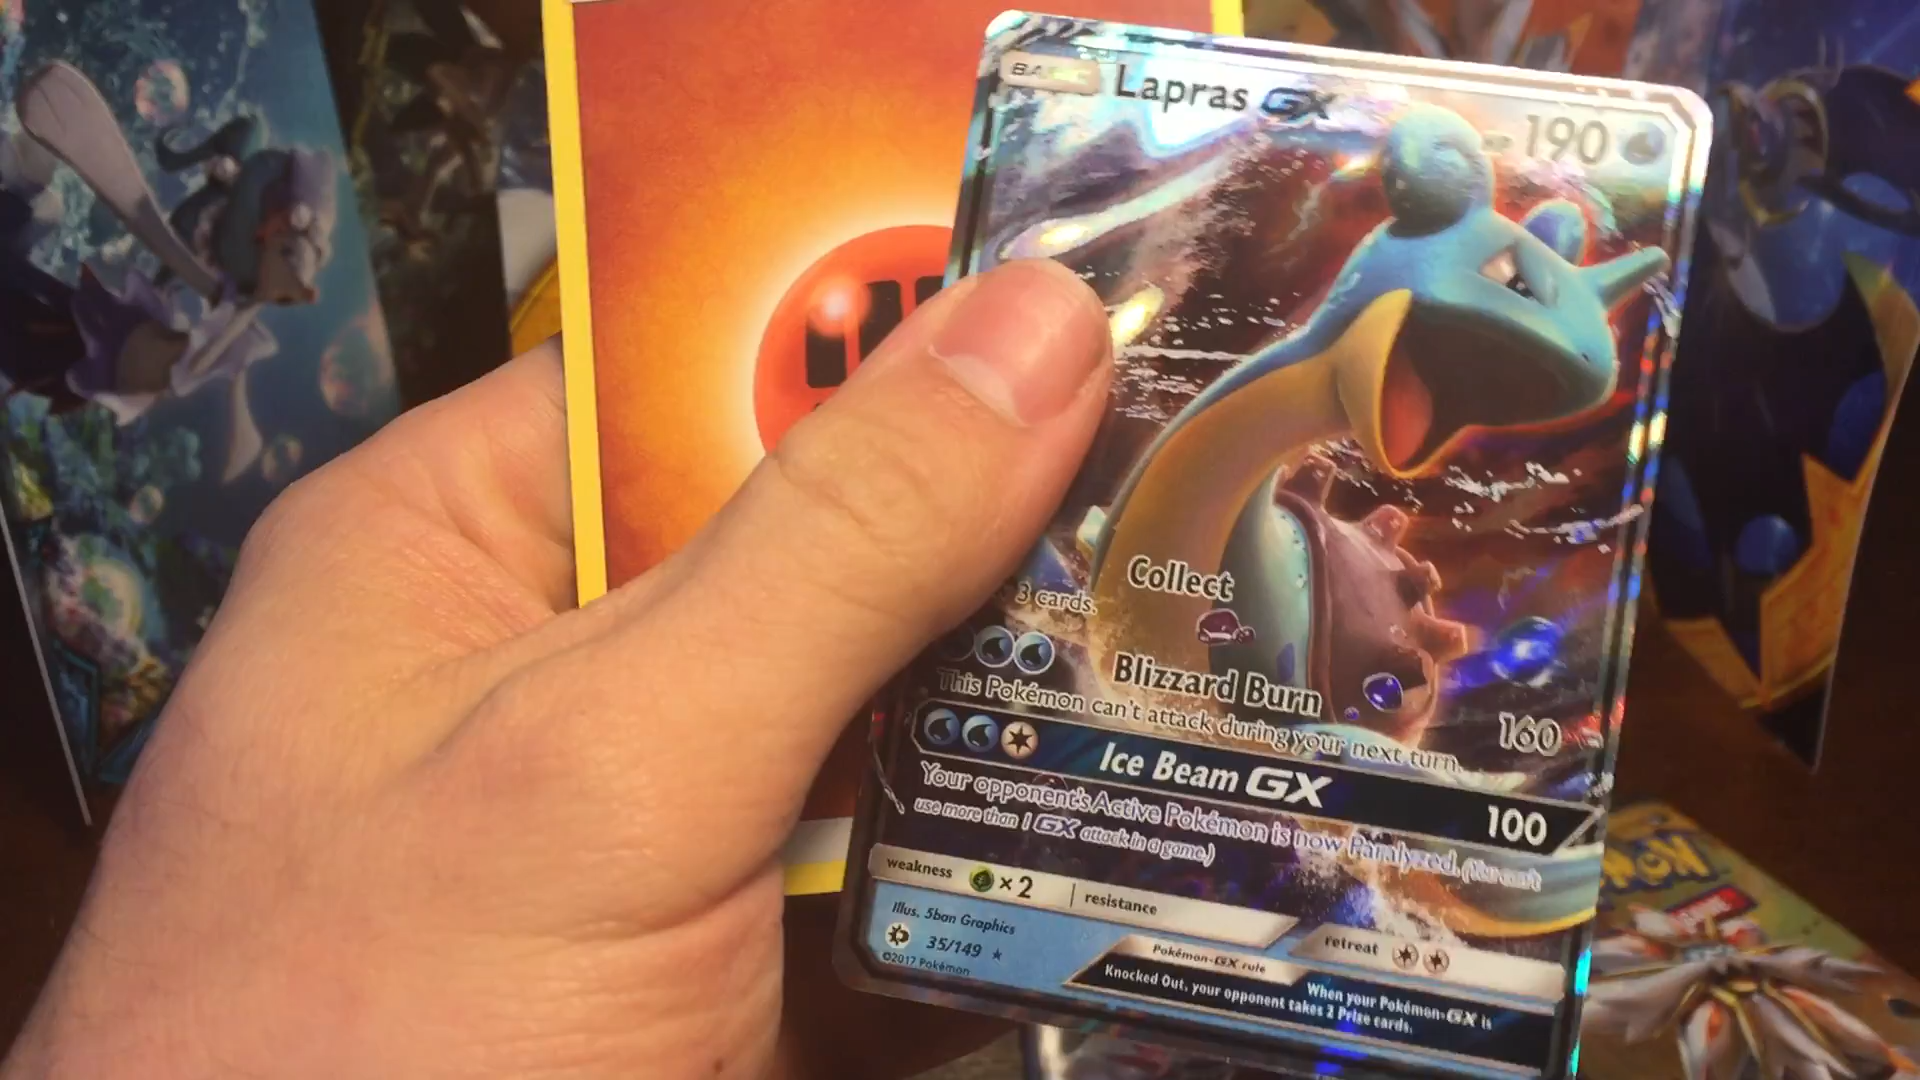 BASIC Lapras GX 190
Collect
3 cards.
Blizzard Burn 160
This Pokémon can't attack during your next turn.
Ice Beam GX 100
Your opponent's Active Pokémon is now Paralyzed. (You can't
use more than 1 GX attack in a game.)
weakness ×2 resistance
retreat
Illus. 5ban Graphics
35/149
©2017 Pokémon
Pokémon-GX rule
When your Pokémon-GX is
Knocked Out, your opponent takes 2 Prize cards.